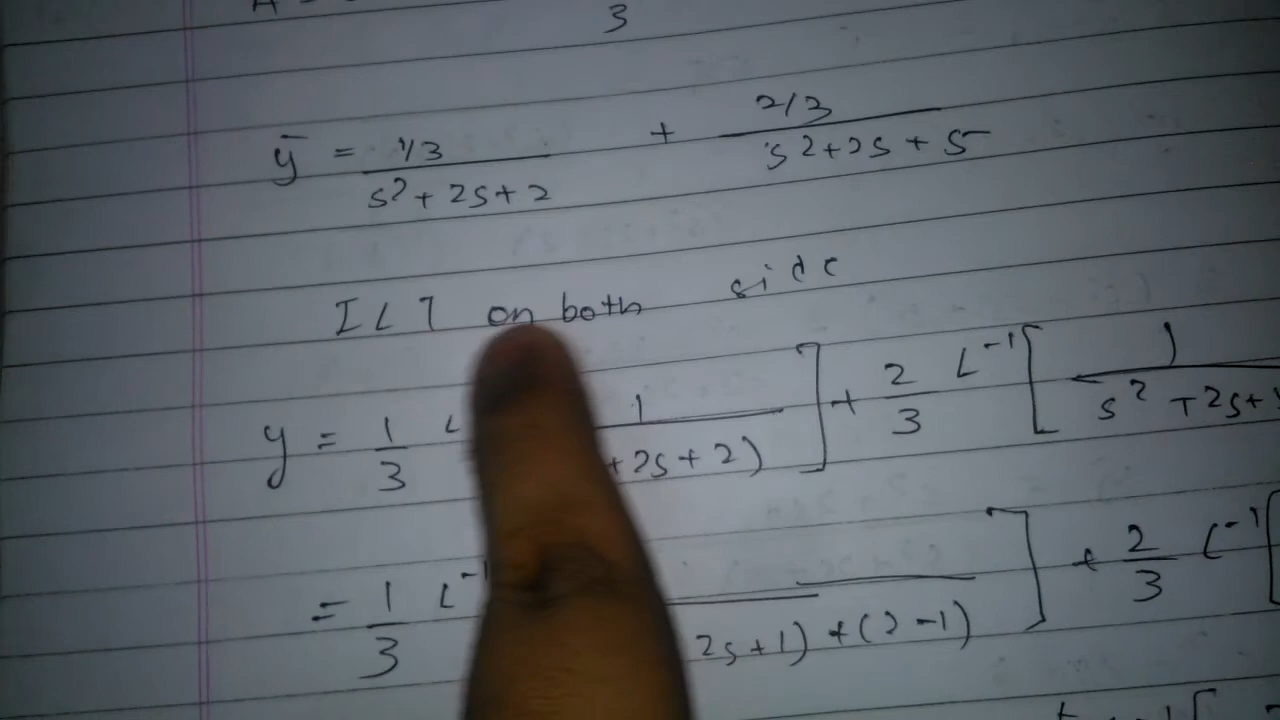 3
ȳ = 1/3 / s²+2s+2 + 2/3 / s²+2s+5
ILT on both side
y = 1/3 L 1 / +2s+2) ] + 2/3 L⁻¹[ 1 / s²+2s+
= 1/3 L⁻¹ 2s+1)+(2-1) ] + 2/3 L⁻¹[